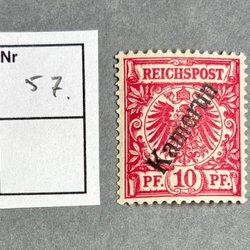 Nr
57.
REICHSPOST
Kamerun
PF. 10 PF.